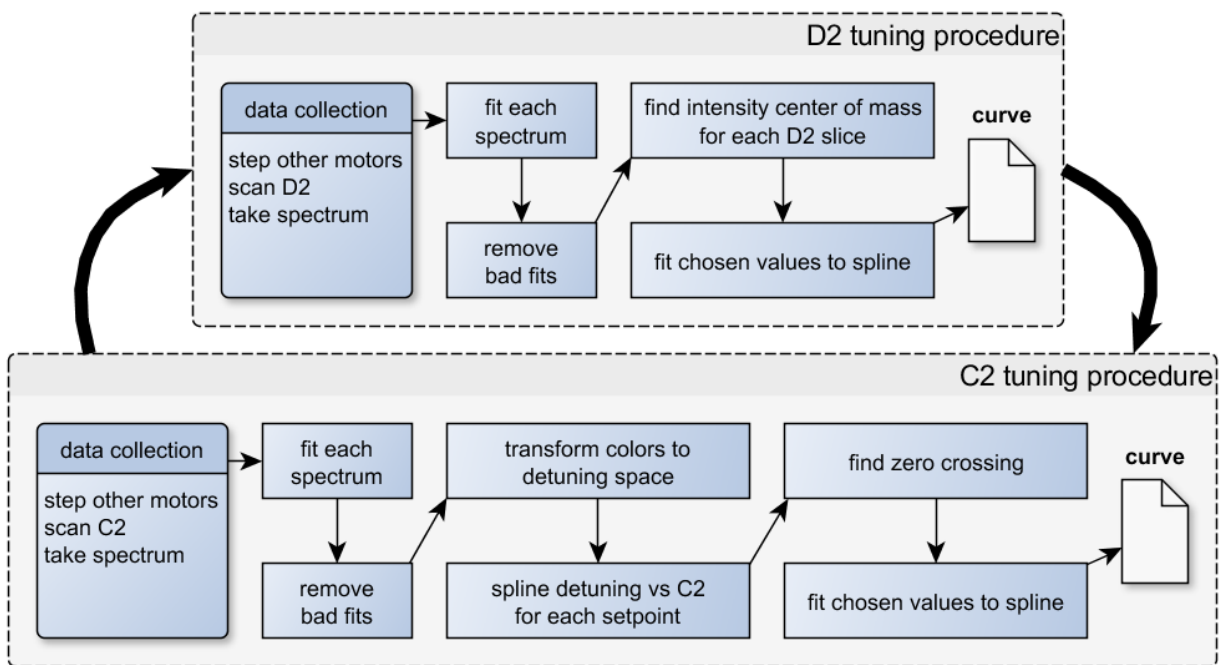 D2 tuning procedure
data collection
step other motors
scan D2
take spectrum
fit each
spectrum
remove
bad fits
find intensity center of mass
for each D2 slice
fit chosen values to spline
curve
C2 tuning procedure
data collection
step other motors
scan C2
take spectrum
fit each
spectrum
remove
bad fits
transform colors to
detuning space
spline detuning vs C2
for each setpoint
find zero crossing
fit chosen values to spline
curve